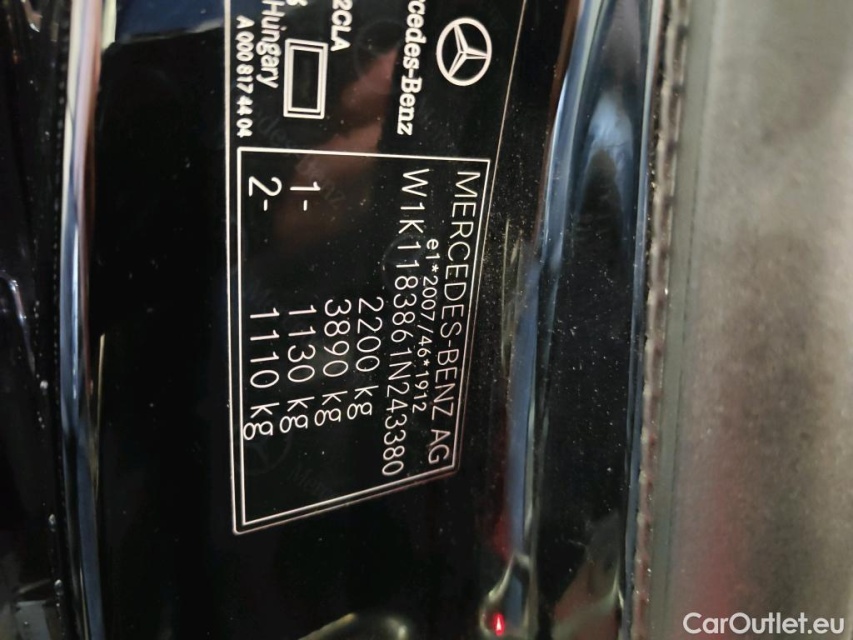 Mercedes-Benz
2CLA
Hungary
A 000 817 44 04
MERCEDES-BENZ AG
e1*2007/46*1912
W1K1183861N243380
2200 kg
3890 kg
1- 1130 kg
2- 1110 kg
CarOutlet.eu